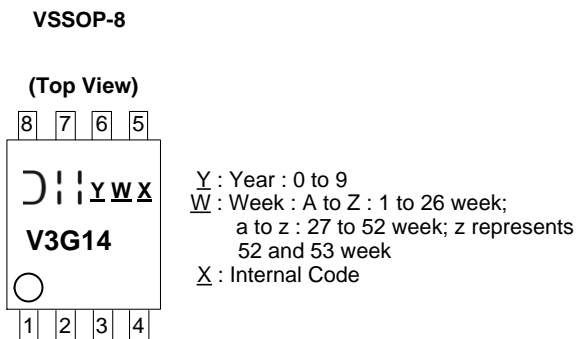 VSSOP-8
(Top View)
8 7 6 5
Y W X
V3G14
1 2 3 4
Y : Year : 0 to 9
W : Week : A to Z : 1 to 26 week;
a to z : 27 to 52 week; z represents
52 and 53 week
X : Internal Code